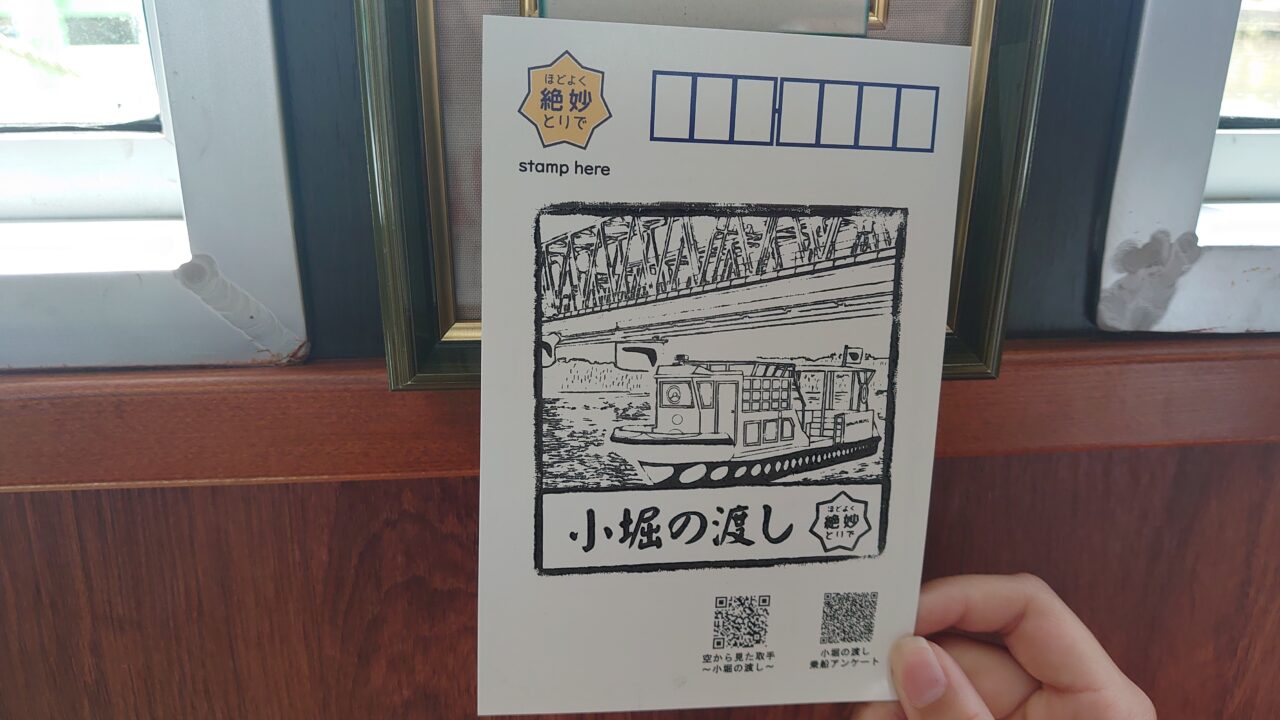 ほどよく
絶妙
とりで
stamp here
小堀の渡し
ほどよく
絶妙
とりで
空から見た取手
～小堀の渡し～
小堀の渡し
乗船アンケート